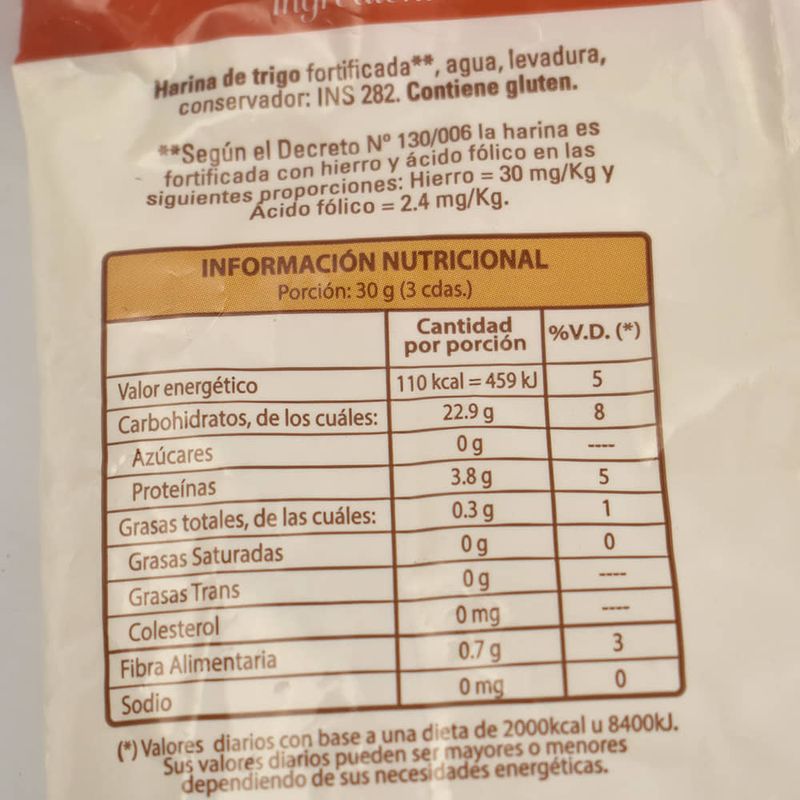 Harina de trigo fortificada**, agua, levadura,
conservador: INS 282. Contiene gluten.
**Según el Decreto Nº 130/006 la harina es
fortificada con hierro y ácido fólico en las
siguientes proporciones: Hierro = 30 mg/Kg y
Ácido fólico = 2.4 mg/Kg.
INFORMACIÓN NUTRICIONAL
Porción: 30 g (3 cdas.)
Cantidad
por porción %V.D. (*)
Valor energético 110 kcal = 459 kJ 5
Carbohidratos, de los cuáles: 22.9 g 8
Azúcares 0 g ----
Proteínas 3.8 g 5
Grasas totales, de las cuáles: 0.3 g 1
Grasas Saturadas 0 g 0
Grasas Trans 0 g ----
Colesterol 0 mg ----
Fibra Alimentaria 0.7 g 3
Sodio 0 mg 0
(*) Valores diarios con base a una dieta de 2000kcal u 8400kJ.
Sus valores diarios pueden ser mayores o menores
dependiendo de sus necesidades energéticas.